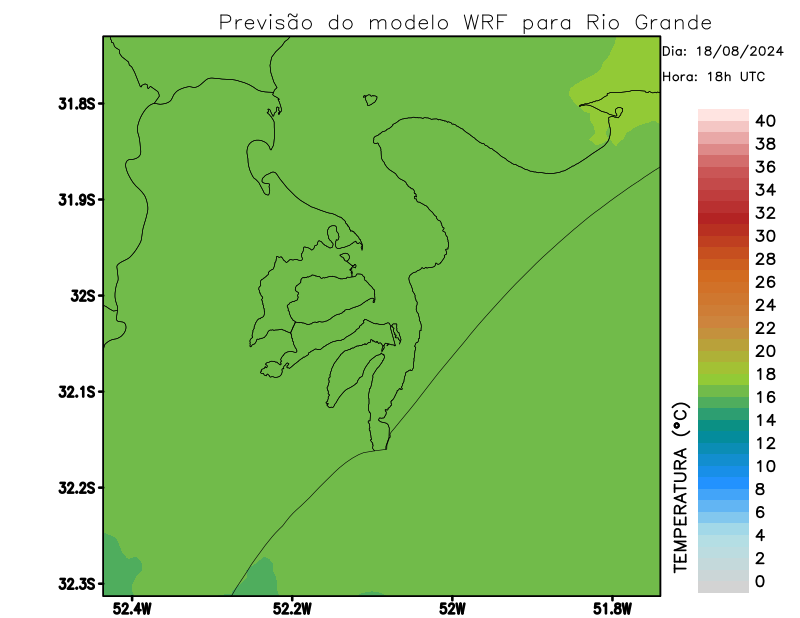 Previsão do modelo WRF para Rio Grande
Dia: 18/08/2024
Hora: 18h UTC
31.8S
31.9S
32S
32.1S
32.2S
32.3S
52.4W
52.2W
52W
51.8W
TEMPERATURA (ºC)
40
38
36
34
32
30
28
26
24
22
20
18
16
14
12
10
8
6
4
2
0